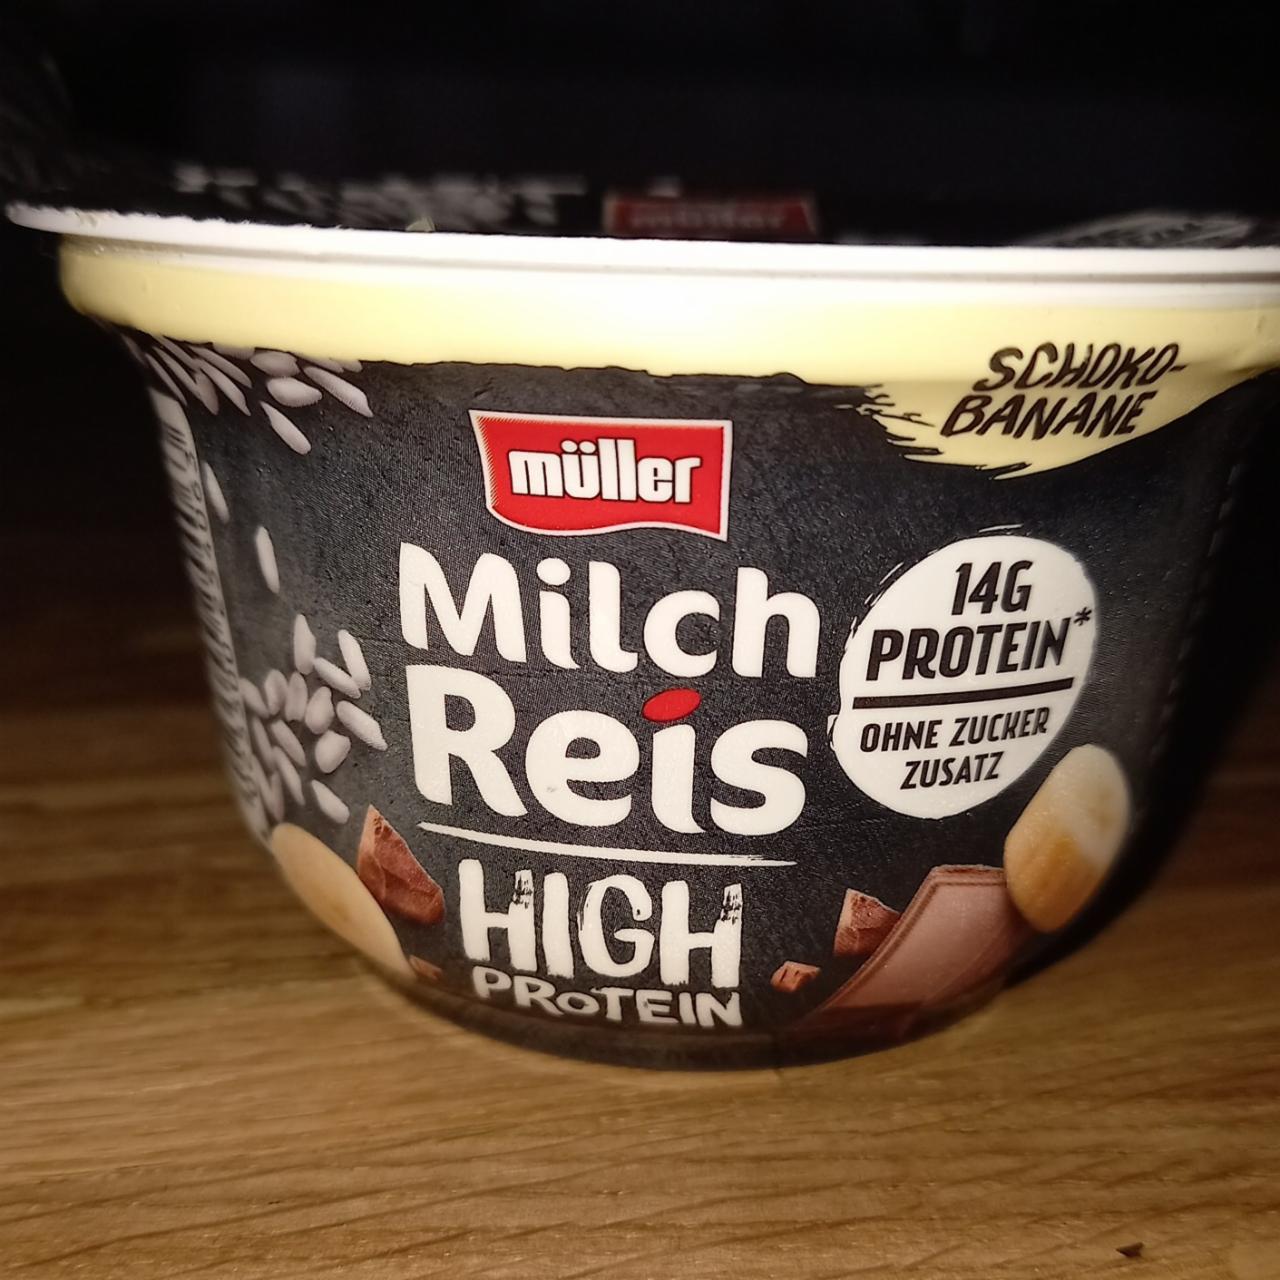 SCHOKO-
BANANE
müller
Milch
Reis
HIGH
PROTEIN
14G
PROTEIN*
OHNE ZUCKER
ZUSATZ